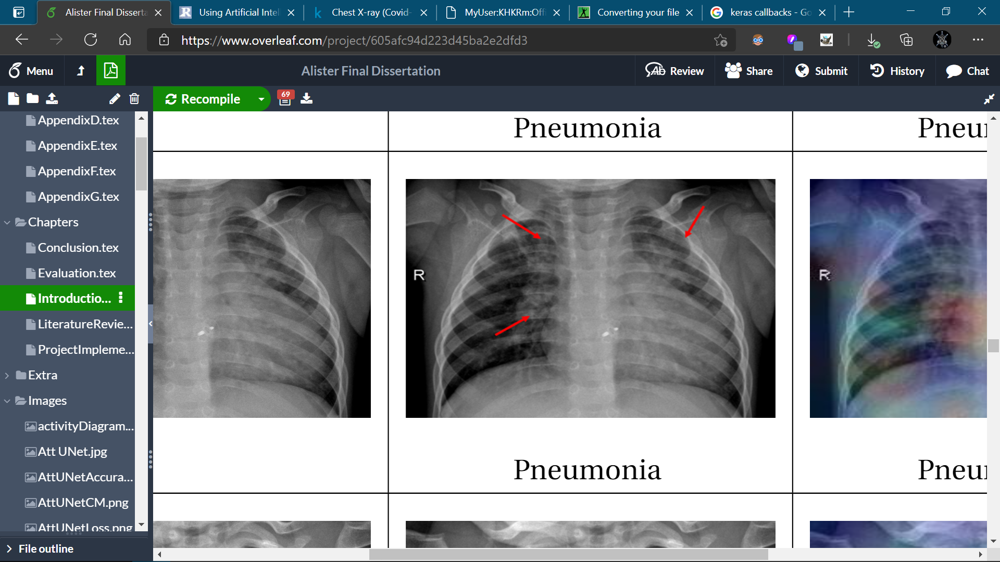 Alister Final Disserta
Using Artificial Intel
Chest X-ray (Covid-
MyUser:KHKRm:Offi
Converting your file
keras callbacks - Go
https://www.overleaf.com/project/605afc94d223d45ba2e2dfd3
Menu
Alister Final Dissertation
Ab Review
Share
Submit
History
Chat
Recompile
69
AppendixD.tex
AppendixE.tex
AppendixF.tex
AppendixG.tex
Chapters
Conclusion.tex
Evaluation.tex
Introductio...
LiteratureRevie...
ProjectImpleme...
Extra
Images
activityDiagram...
Att UNet.jpg
AttUNetAccura...
AttUNetCM.png
AttUNetLoss.png
File outline
Pneumonia
Pneu
R
R
Pneumonia
Pneu